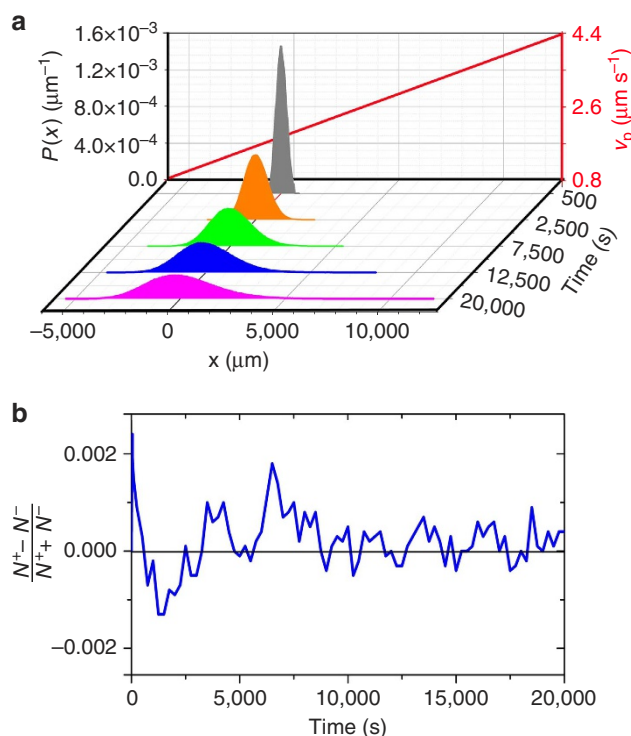 a
P(x) (μm⁻¹)
1.6×10⁻³
1.2×10⁻³
8.0×10⁻⁴
4.0×10⁻⁴
0.0
4.4
2.6
0.8
vₚ (μm s⁻¹)
500
2,500
7,500
12,500
20,000
Time (s)
−5,000 0 5,000 10,000
x (μm)
b
N⁺− N⁻
N⁺+ N⁻
0.002
0.000
−0.002
0 5,000 10,000 15,000 20,000
Time (s)